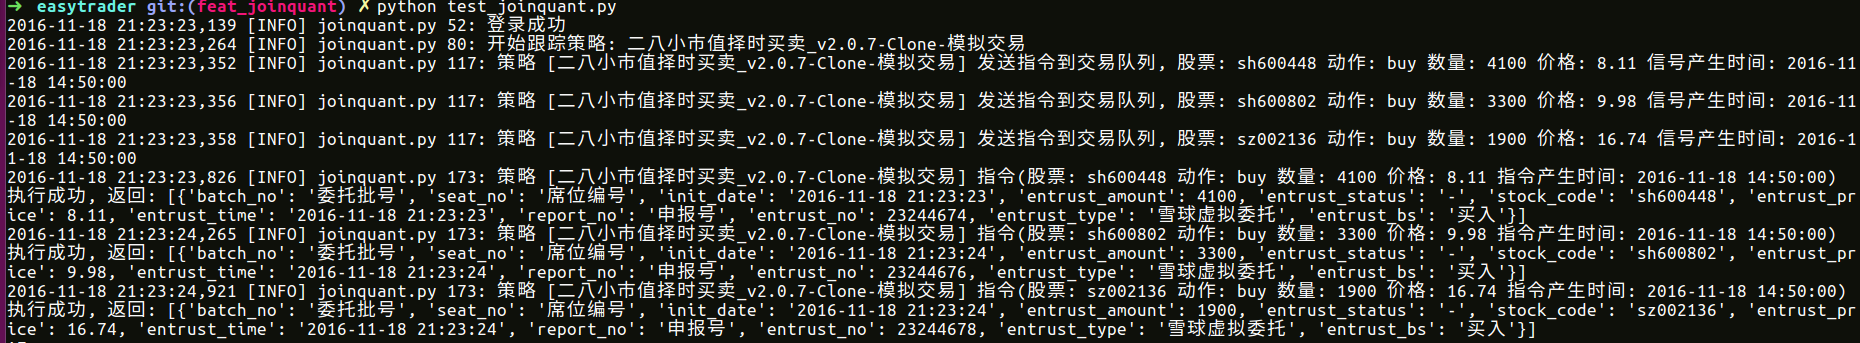 → easytrader git:(feat_joinquant) ✗ python test_joinquant.py
2016-11-18 21:23:23,139 [INFO] joinquant.py 52: 登录成功
2016-11-18 21:23:23,264 [INFO] joinquant.py 80: 开始跟踪策略: 二八小市值择时买卖_v2.0.7-Clone-模拟交易
2016-11-18 21:23:23,352 [INFO] joinquant.py 117: 策略 [二八小市值择时买卖_v2.0.7-Clone-模拟交易] 发送指令到交易队列, 股票: sh600448 动作: buy 数量: 4100 价格: 8.11 信号产生时间: 2016-11
-18 14:50:00
2016-11-18 21:23:23,356 [INFO] joinquant.py 117: 策略 [二八小市值择时买卖_v2.0.7-Clone-模拟交易] 发送指令到交易队列, 股票: sh600802 动作: buy 数量: 3300 价格: 9.98 信号产生时间: 2016-11
-18 14:50:00
2016-11-18 21:23:23,358 [INFO] joinquant.py 117: 策略 [二八小市值择时买卖_v2.0.7-Clone-模拟交易] 发送指令到交易队列, 股票: sz002136 动作: buy 数量: 1900 价格: 16.74 信号产生时间: 2016-1
1-18 14:50:00
2016-11-18 21:23:23,826 [INFO] joinquant.py 173: 策略 [二八小市值择时买卖_v2.0.7-Clone-模拟交易] 指令(股票: sh600448 动作: buy 数量: 4100 价格: 8.11 指令产生时间: 2016-11-18 14:50:00)
执行成功, 返回: [{'batch_no': '委托批号', 'seat_no': '席位编号', 'init_date': '2016-11-18 21:23:23', 'entrust_amount': 4100, 'entrust_status': '-', 'stock_code': 'sh600448', 'entrust_pr
ice': 8.11, 'entrust_time': '2016-11-18 21:23:23', 'report_no': '申报号', 'entrust_no': 23244674, 'entrust_type': '雪球虚拟委托', 'entrust_bs': '买入'}]
2016-11-18 21:23:24,265 [INFO] joinquant.py 173: 策略 [二八小市值择时买卖_v2.0.7-Clone-模拟交易] 指令(股票: sh600802 动作: buy 数量: 3300 价格: 9.98 指令产生时间: 2016-11-18 14:50:00)
执行成功, 返回: [{'batch_no': '委托批号', 'seat_no': '席位编号', 'init_date': '2016-11-18 21:23:24', 'entrust_amount': 3300, 'entrust_status': '-', 'stock_code': 'sh600802', 'entrust_pr
ice': 9.98, 'entrust_time': '2016-11-18 21:23:24', 'report_no': '申报号', 'entrust_no': 23244676, 'entrust_type': '雪球虚拟委托', 'entrust_bs': '买入'}]
2016-11-18 21:23:24,921 [INFO] joinquant.py 173: 策略 [二八小市值择时买卖_v2.0.7-Clone-模拟交易] 指令(股票: sz002136 动作: buy 数量: 1900 价格: 16.74 指令产生时间: 2016-11-18 14:50:00)
执行成功, 返回: [{'batch_no': '委托批号', 'seat_no': '席位编号', 'init_date': '2016-11-18 21:23:24', 'entrust_amount': 1900, 'entrust_status': '-', 'stock_code': 'sz002136', 'entrust_pr
ice': 16.74, 'entrust_time': '2016-11-18 21:23:24', 'report_no': '申报号', 'entrust_no': 23244678, 'entrust_type': '雪球虚拟委托', 'entrust_bs': '买入'}]